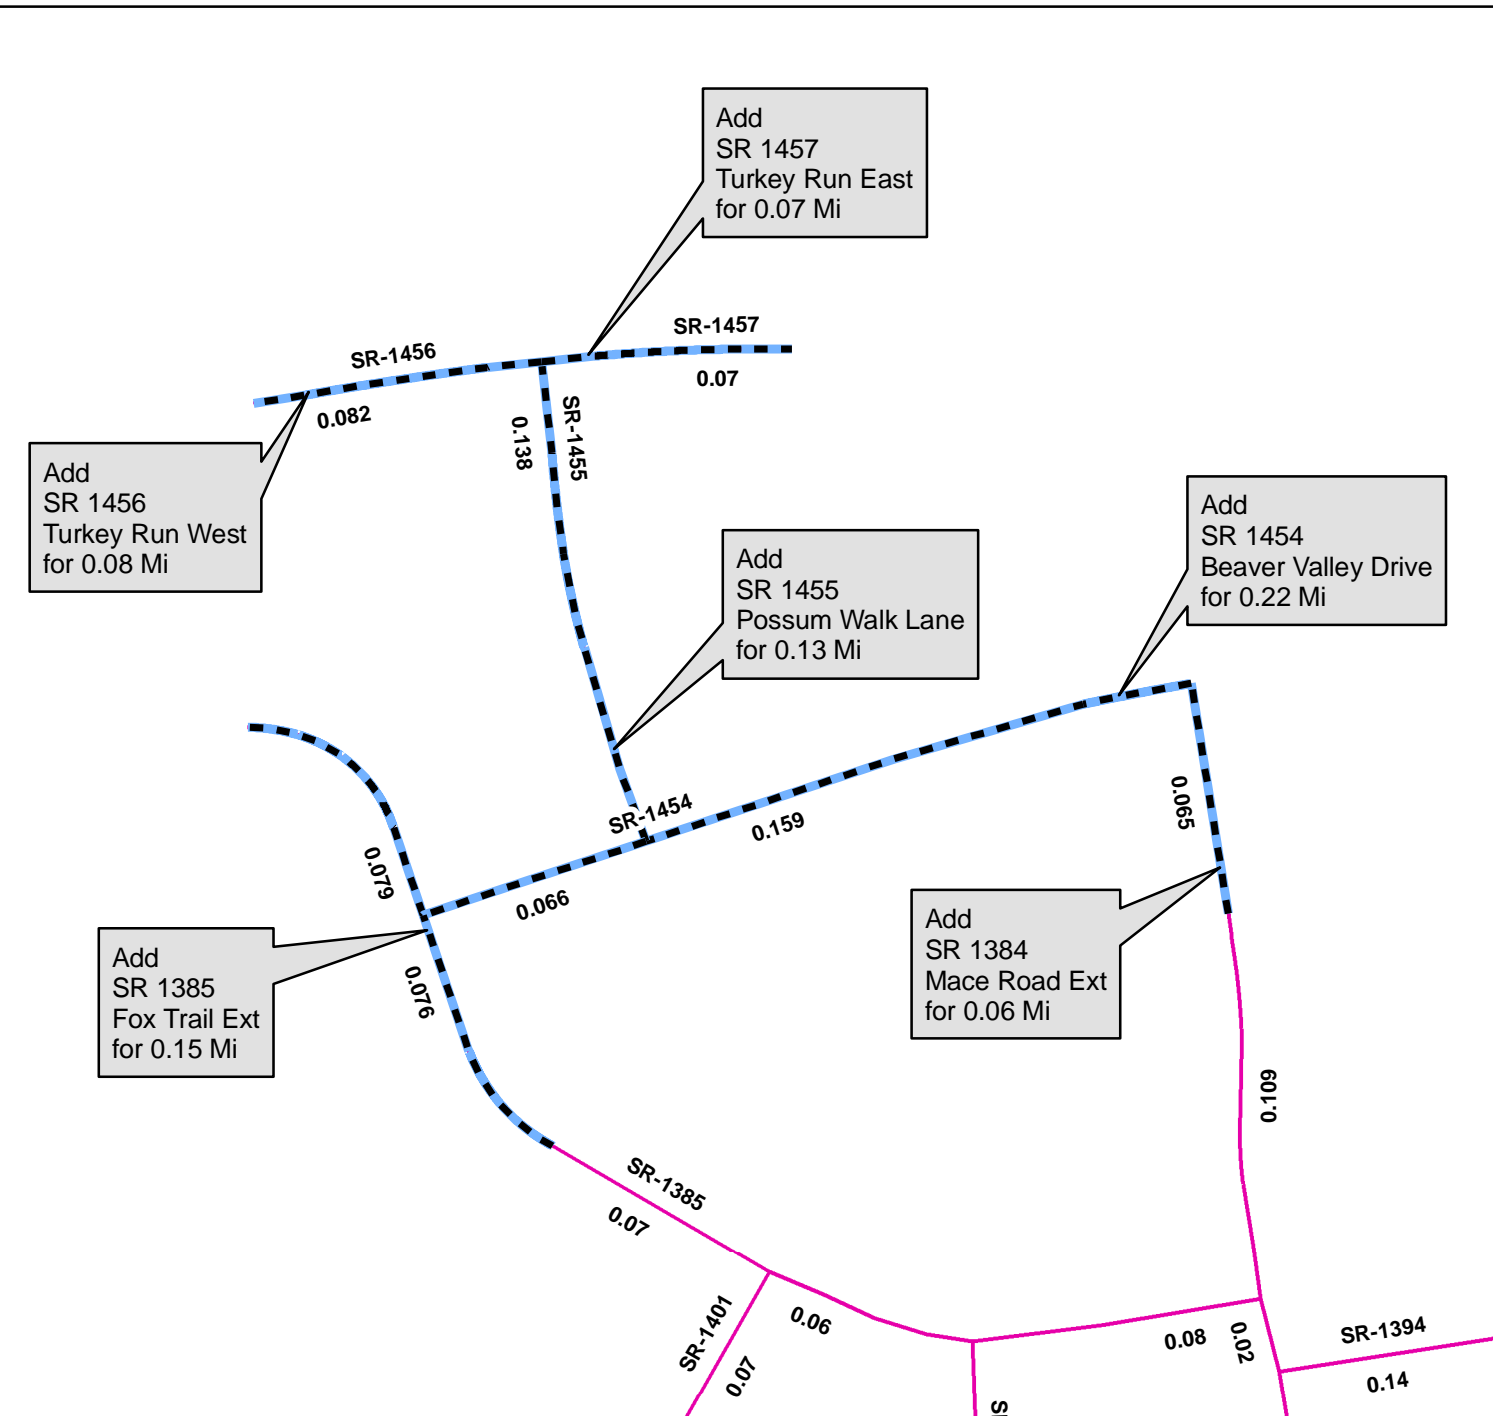 Add
SR 1457
Turkey Run East
for 0.07 Mi
SR-1457
SR-1456
0.07
0.082
SR-1455
0.138
Add
SR 1456
Turkey Run West
for 0.08 Mi
Add
SR 1454
Beaver Valley Drive
for 0.22 Mi
Add
SR 1455
Possum Walk Lane
for 0.13 Mi
0.065
SR-1454
0.159
0.079
0.066
Add
SR 1384
Mace Road Ext
for 0.06 Mi
Add
SR 1385
Fox Trail Ext
for 0.15 Mi
0.076
0.109
SR-1385
0.07
SR-1401
0.06
0.08
0.02
SR-1394
0.07
0.14